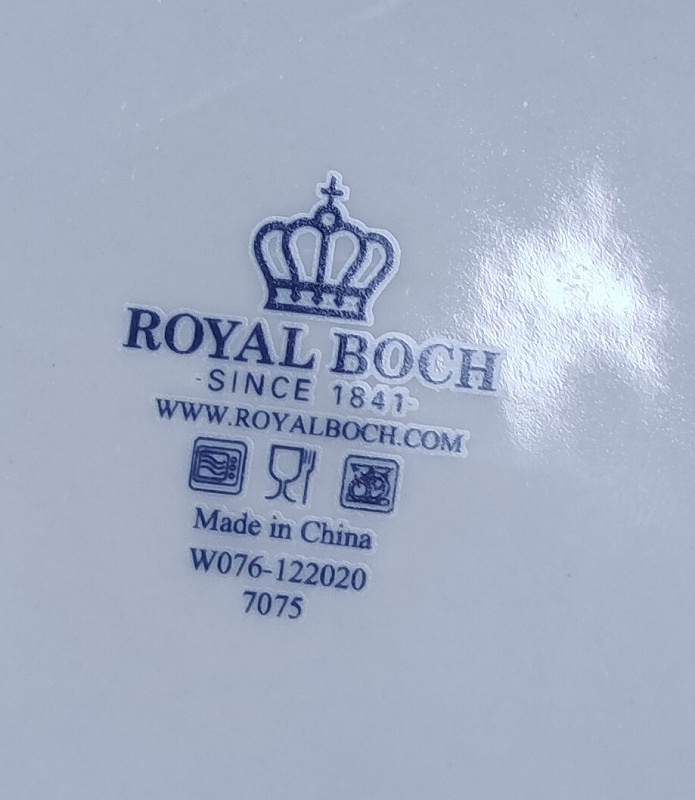 ROYAL BOCH
-SINCE 1841-
WWW.ROYALBOCH.COM
Made in China
W076-122020
7075